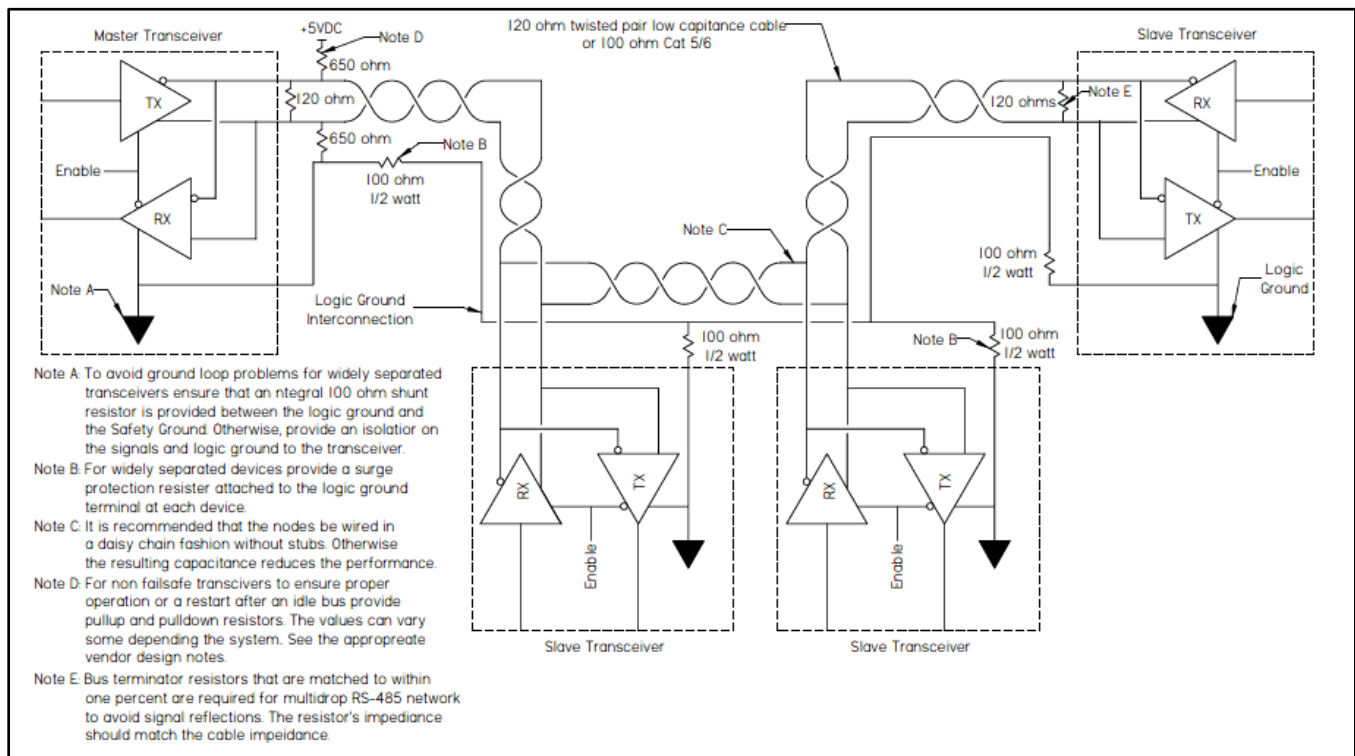 Master Transceiver
+5VDC
Note D
650 ohm
TX
120 ohm
650 ohm
Note B
100 ohm
1/2 watt
Enable
RX
Note A
120 ohm twisted pair low capitance cable
or 100 ohm Cat 5/6
Slave Transceiver
120 ohms
Note E
RX
Enable
TX
Note C
100 ohm
1/2 watt
Logic
Ground
Logic Ground
Interconnection
100 ohm
1/2 watt
Note B
100 ohm
1/2 watt
RX
TX
Enable
Slave Transceiver
RX
TX
Enable
Slave Transceiver
Note A: To avoid ground loop problems for widely separated
transceivers ensure that an ntegral 100 ohm shunt
resistor is provided between the logic ground and
the Safety Ground. Otherwise, provide an isolatior on
the signals and logic ground to the transceiver.
Note B: For widely separated devices provide a surge
protection resister attached to the logic ground
terminal at each device.
Note C: It is recommended that the nodes be wired in
a daisy chain fashion without stubs. Otherwise
the resulting capacitance reduces the performance.
Note D: For non failsafe transcivers to ensure proper
operation or a restart after an idle bus provide
pullup and pulldown resistors. The values can vary
some depending the system. See the appropreate
vendor design notes.
Note E: Bus terminator resistors that are matched to within
one percent are required for multidrop RS-485 network
to avoid signal reflections. The resistor's impediance
should match the cable impeidance.